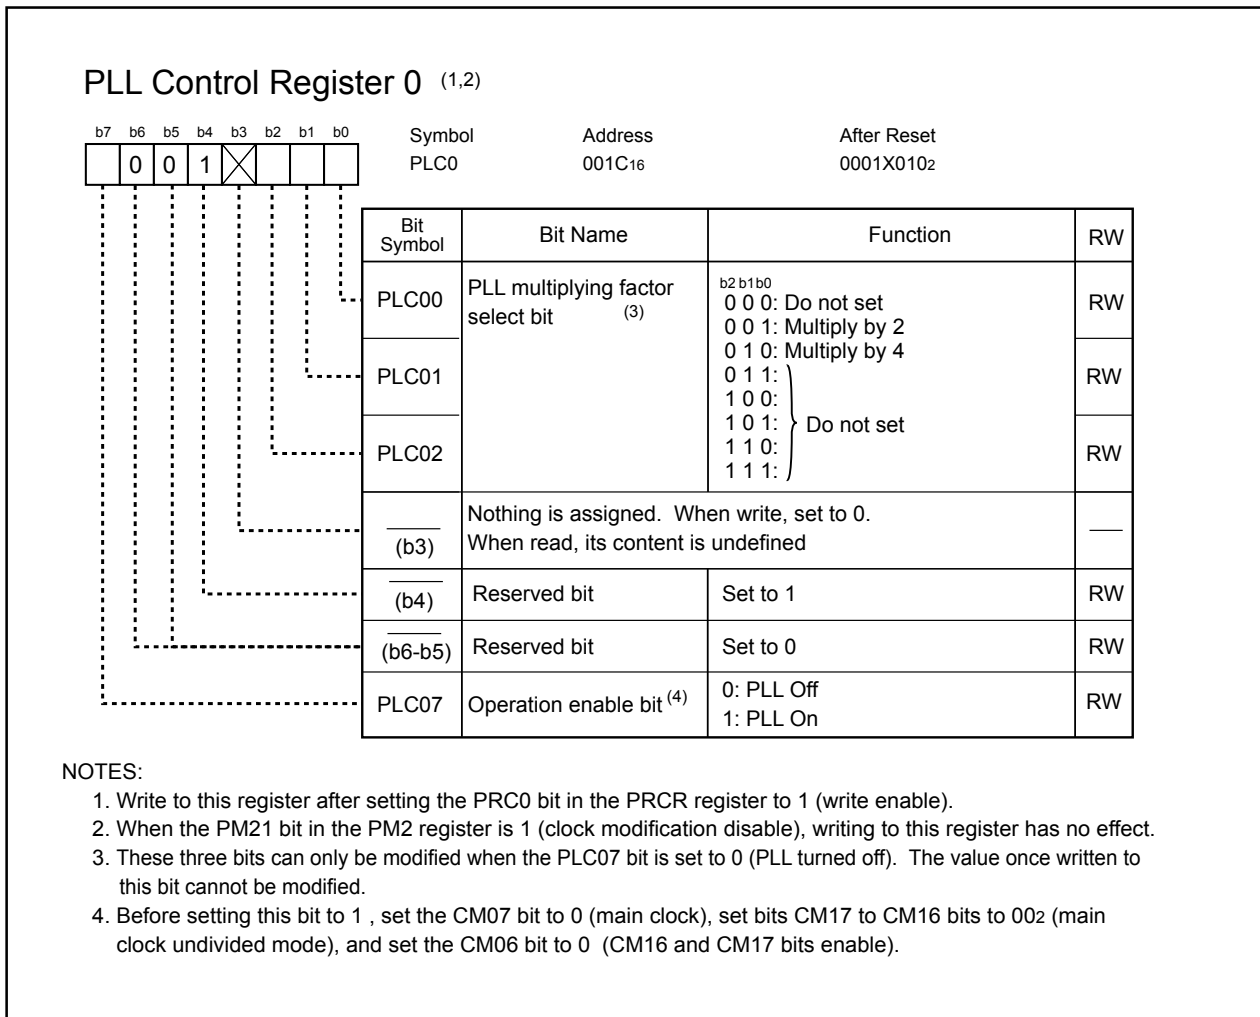 PLL Control Register 0 (1,2)
b7 b6 b5 b4 b3 b2 b1 b0
0 0 1
Symbol Address After Reset
PLC0 001C16 0001X0102
Bit Symbol Bit Name Function RW
PLC00 PLL multiplying factor select bit (3) RW
b2 b1 b0
0 0 0: Do not set
0 0 1: Multiply by 2
0 1 0: Multiply by 4
PLC01 RW
0 1 1:
1 0 0:
1 0 1: Do not set
1 1 0:
1 1 1:
PLC02 RW
(b3) Nothing is assigned. When write, set to 0.
When read, its content is undefined
(b4) Reserved bit Set to 1 RW
(b6-b5) Reserved bit Set to 0 RW
PLC07 Operation enable bit (4) 0: PLL Off RW
1: PLL On
NOTES:
1. Write to this register after setting the PRC0 bit in the PRCR register to 1 (write enable).
2. When the PM21 bit in the PM2 register is 1 (clock modification disable), writing to this register has no effect.
3. These three bits can only be modified when the PLC07 bit is set to 0 (PLL turned off). The value once written to
this bit cannot be modified.
4. Before setting this bit to 1 , set the CM07 bit to 0 (main clock), set bits CM17 to CM16 bits to 002 (main
clock undivided mode), and set the CM06 bit to 0 (CM16 and CM17 bits enable).